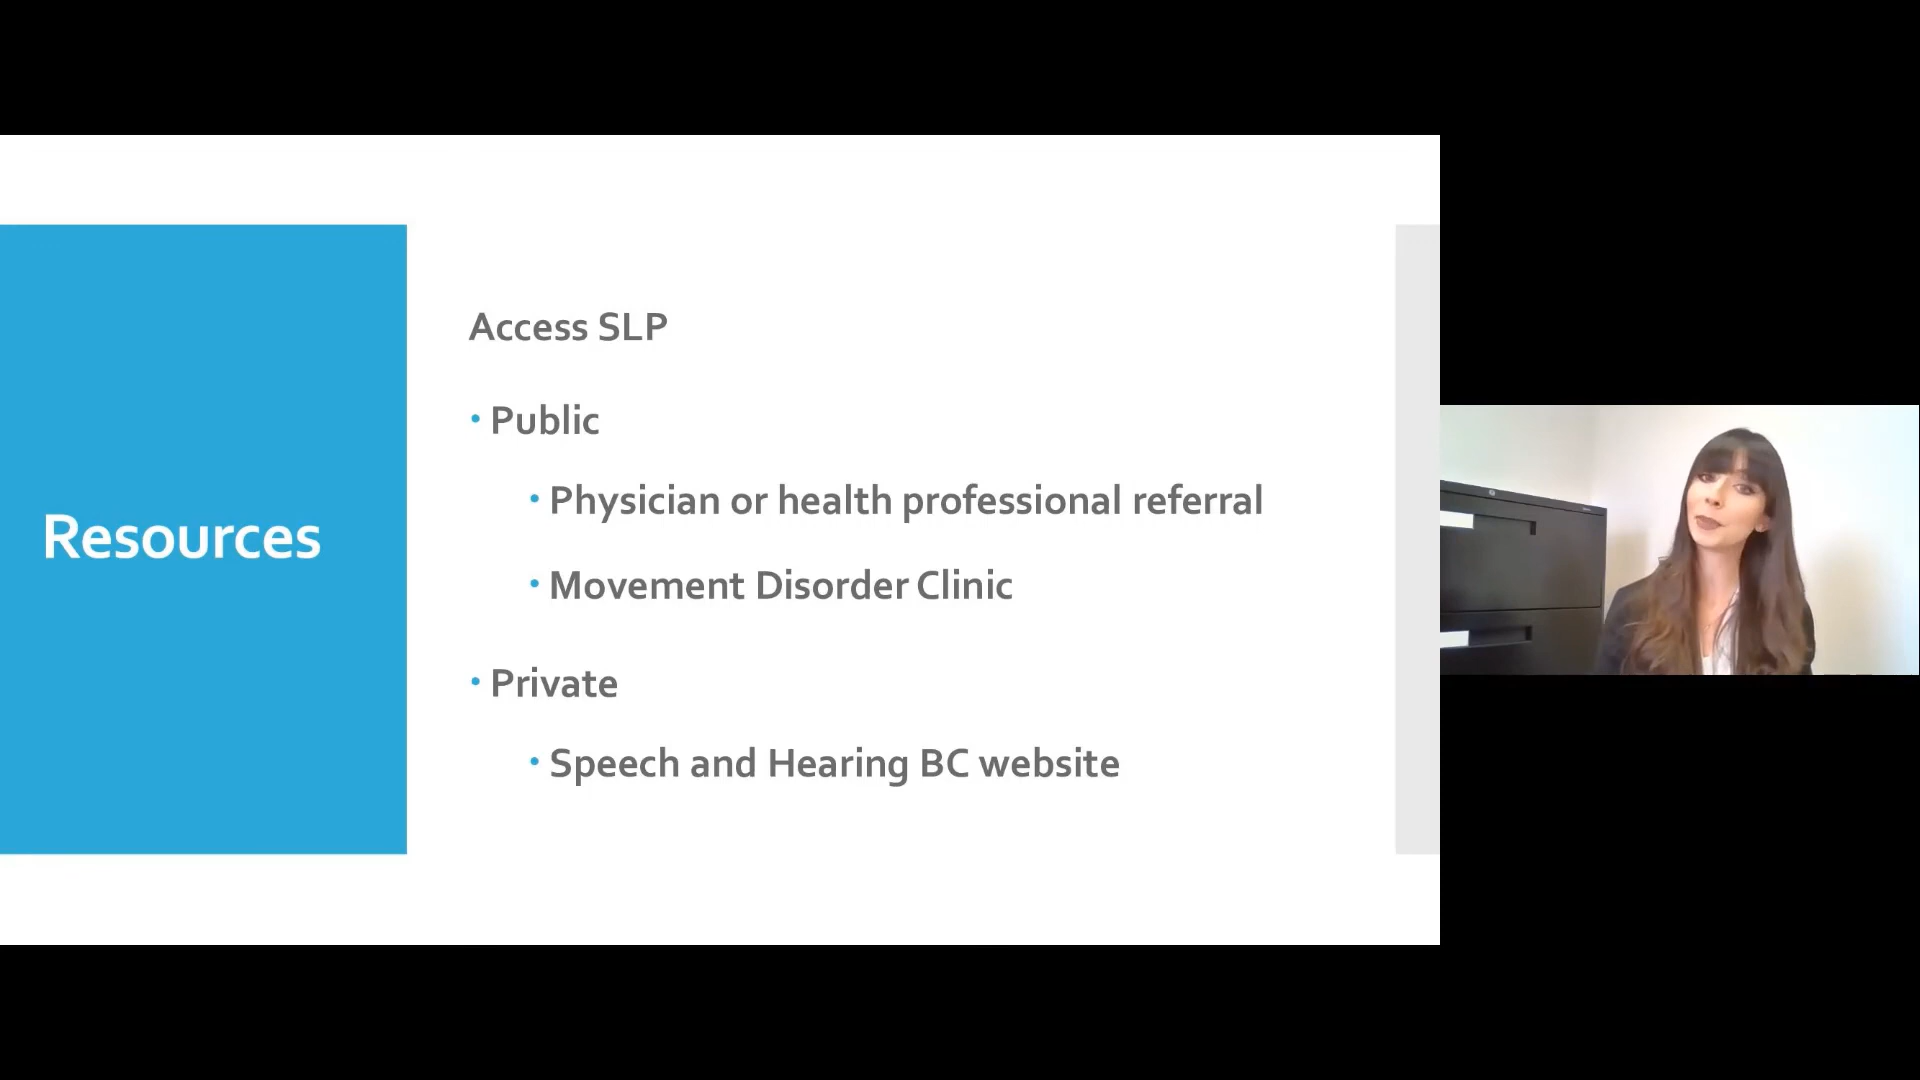 Resources
Access SLP
• Public
• Physician or health professional referral
• Movement Disorder Clinic
• Private
• Speech and Hearing BC website